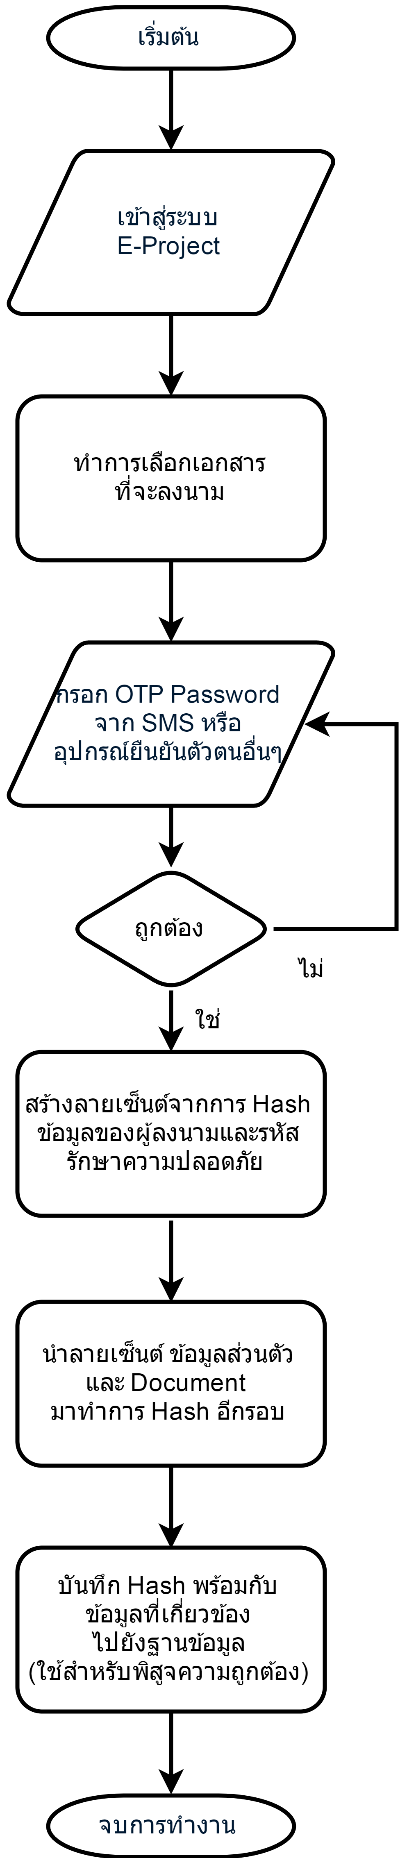 เริ่มต้น
เข้าสู่ระบบ
E-Project
ทำการเลือกเอกสาร
ที่จะลงนาม
กรอก OTP Password
จาก SMS หรือ
อุปกรณ์ยืนยันตัวตนอื่นๆ
ถูกต้อง
ไม่
ใช่
สร้างลายเซ็นต์จากการ Hash
ข้อมูลของผู้ลงนามและรหัส
รักษาความปลอดภัย
นำลายเซ็นต์ ข้อมูลส่วนตัว
และ Document
มาทำการ Hash อีกรอบ
บันทึก Hash พร้อมกับ
ข้อมูลที่เกี่ยวข้อง
ไปยังฐานข้อมูล
(ใช้สำหรับพิสูจความถูกต้อง)
จบการทำงาน